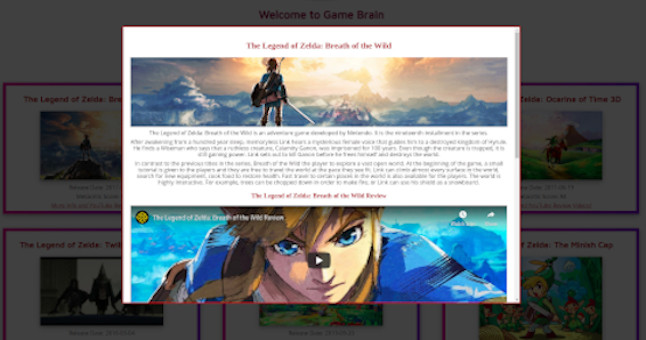 Welcome to Game Brain
The Legend of Zelda: Breath of the Wild
The Legend of Zelda: Bre
Ocarina of Time 3D
The Legend of Zelda: Breath of the Wild is an adventure game developed by Nintendo. It is the nineteenth installment in the series.
After awakening from a hundred year sleep, memoryless Link hears a mysterious female voice that guides him to a destroyed kingdom of Hyrule.
He finds a Wiseman who says that a ruthless creature, Calamity Ganon, was imprisoned for 100 years. Even though the creature is trapped, it is
still gaining power. Link sets out to kill Ganon before he frees himself and destroys the world.
In contrast to the previous titles in the series, Breath of the Wild the player to explore a vast open world. At the beginning of the game, a small
tutorial is given to the players and they are free to travel the world at the pace they see fit. Link can climb almost every surface in the world,
search for new equipment, cook food to restore health. Fast travel to certain points in the world is also available for the players. The world is
highly interactive. For example, trees can be chopped down in order to make fire, or Link can use his shield as a snowboard.
The Legend of Zelda: Breath of the Wild Review
The Legend of Zelda: Breath of the Wild Review
The Legend of Zelda: Twil
Zelda: The Minish Cap